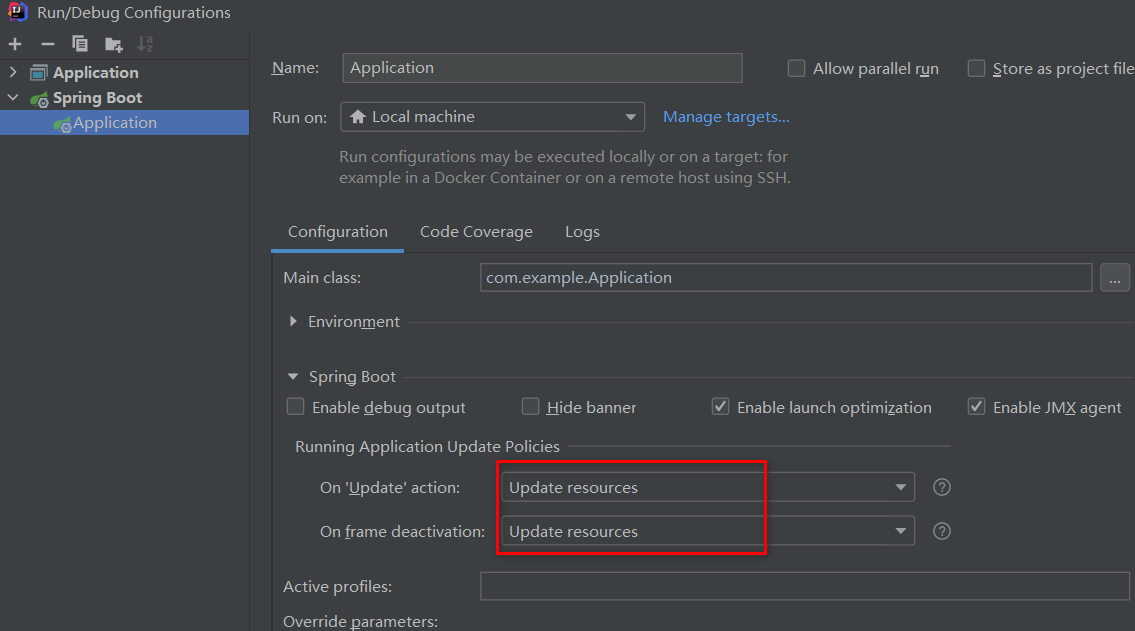 Run/Debug Configurations
Application
Spring Boot
Application
Name: Application Allow parallel run Store as project file
Run on: Local machine Manage targets...
Run configurations may be executed locally or on a target: for
example in a Docker Container or on a remote host using SSH.
Configuration Code Coverage Logs
Main class: com.example.Application ...
Environment
Spring Boot
Enable debug output Hide banner Enable launch optimization Enable JMX agent
Running Application Update Policies
On 'Update' action: Update resources ?
On frame deactivation: Update resources ?
Active profiles:
Override parameters: